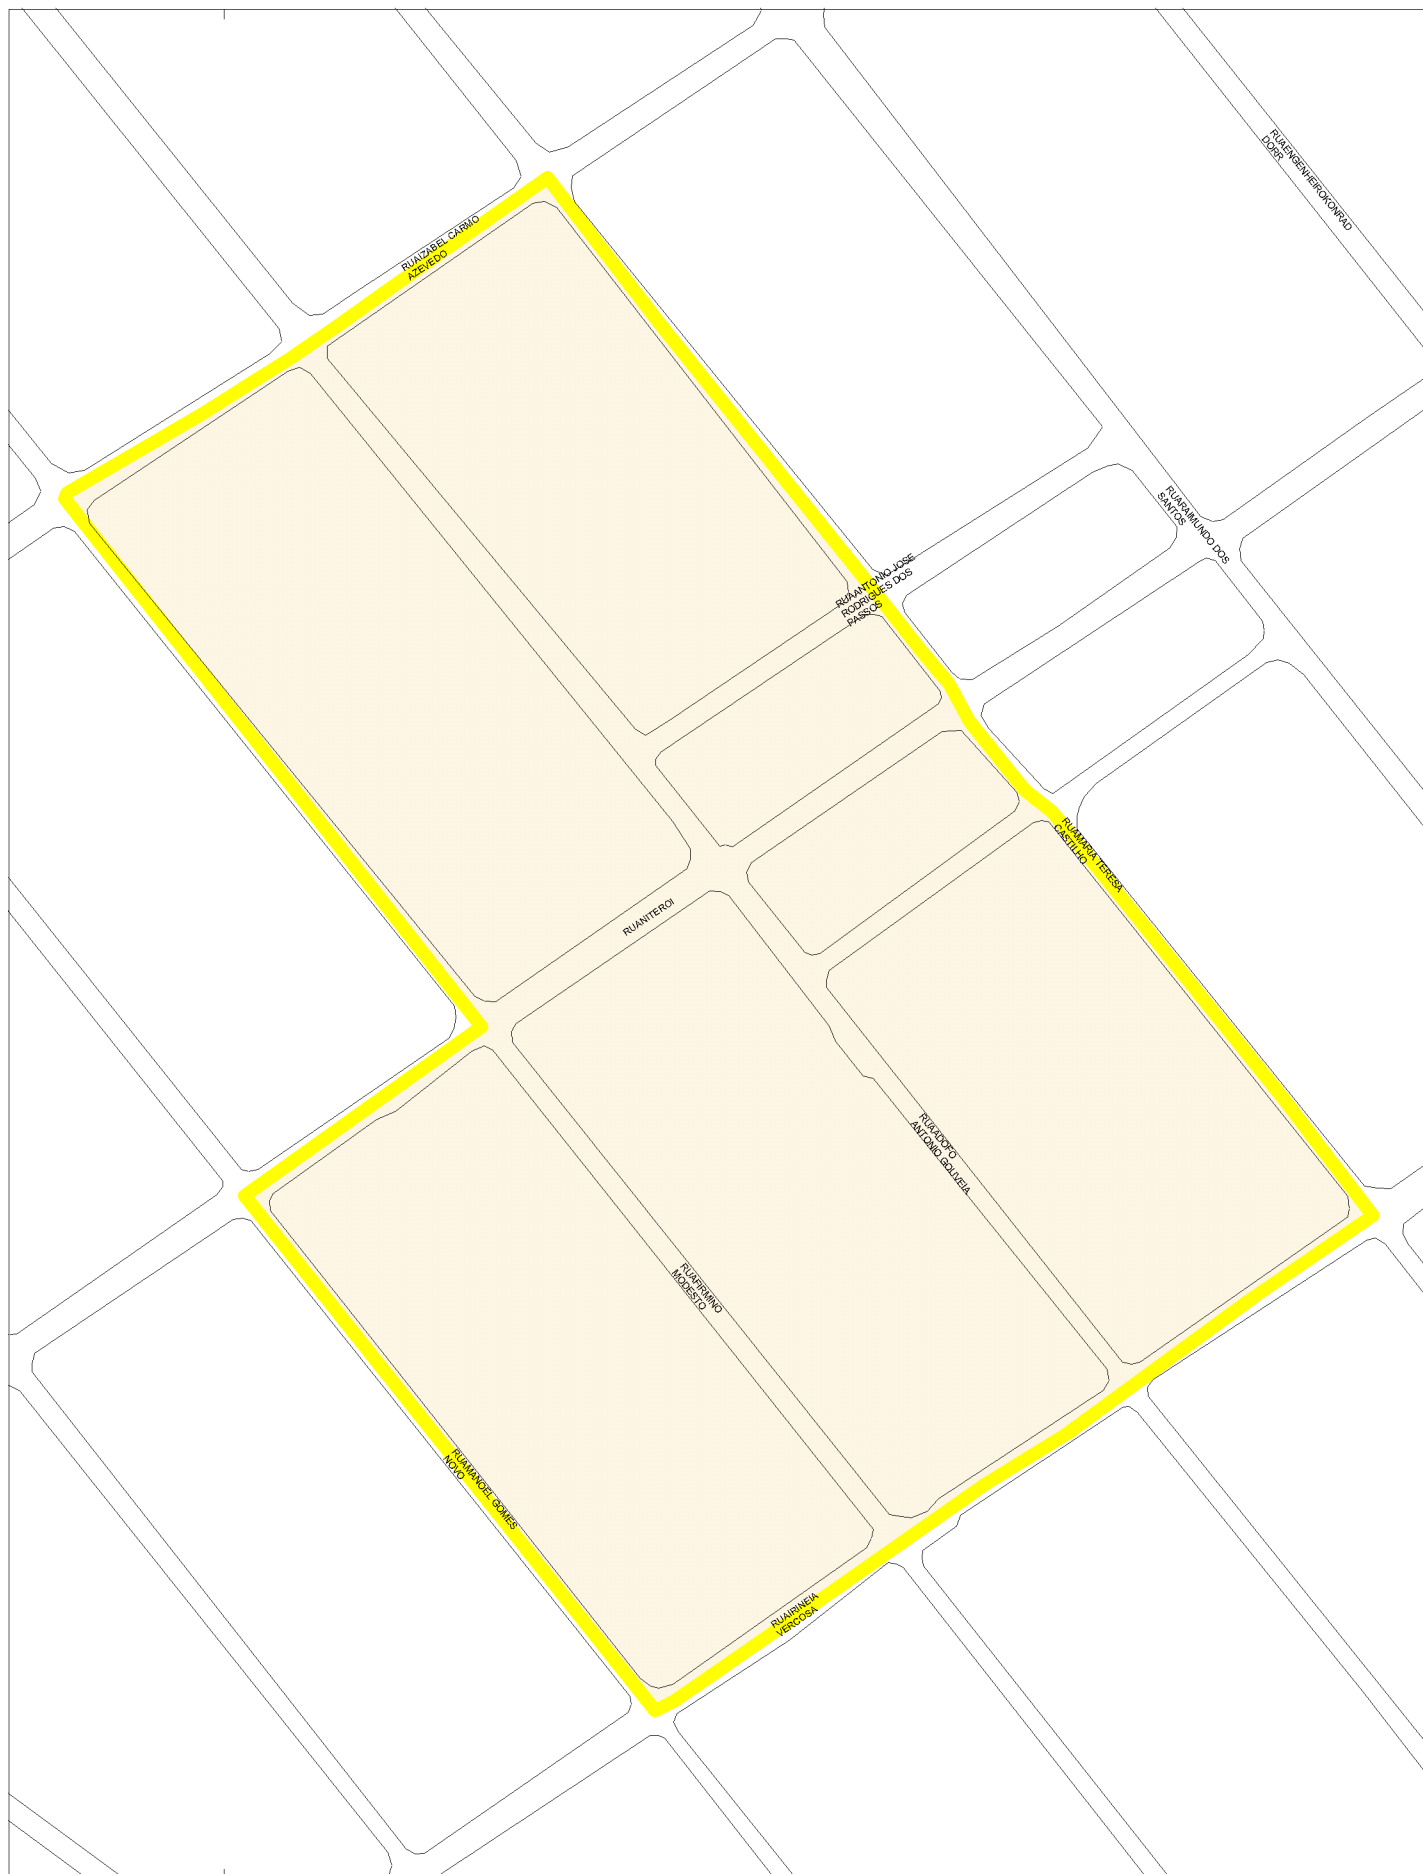 RUAENGENHEIROKONRAD
DORR
RUAIZABEL CARMO
AZEVEDO
RUARAIMUNDO DOS
SANTOS
RUAANTONIO JOSE
RODRIGUES DOS
PASSOS
RUAMARIA TERESA
CASTILHO
RUANITEROI
RUAADOFO
ANTONIO GOUVEIA
RUAFIRMINO
MODESTO
RUAMANOEL GOMES
NOVO
RUAIRINEIA
VERCOSA